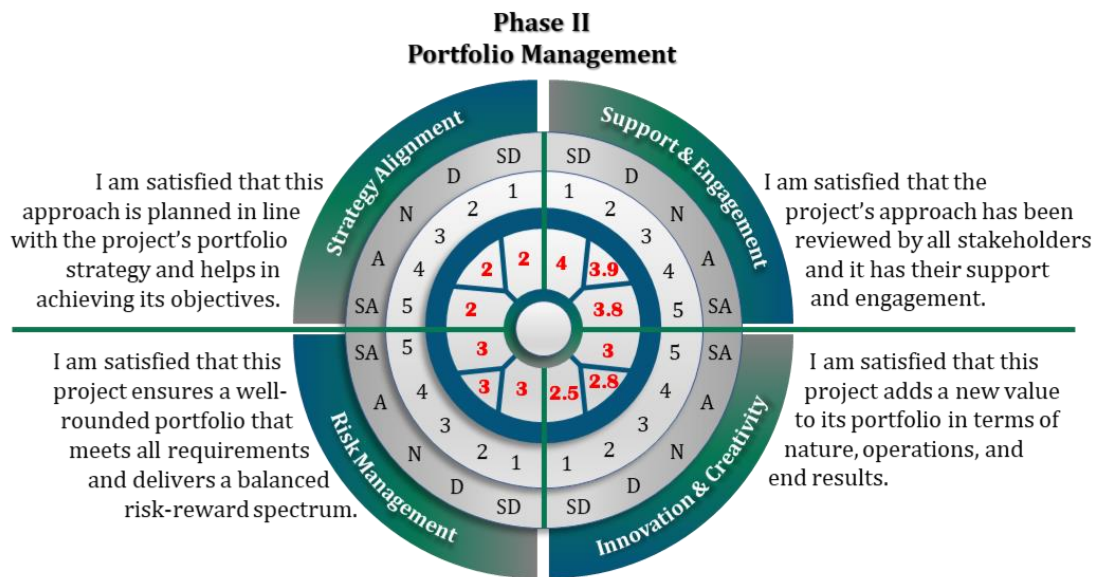 Phase II
Portfolio Management
Strategy Alignment
I am satisfied that this
approach is planned in line
with the project’s portfolio
strategy and helps in
achieving its objectives.
SD
D
N
A
SA
1
2
3
4
5
2
2
2
Support & Engagement
I am satisfied that the
project’s approach has been
reviewed by all stakeholders
and it has their support
and engagement.
SD
D
N
A
SA
1
2
3
4
5
4
3.9
3.8
Risk Management
I am satisfied that this
project ensures a well-
rounded portfolio that
meets all requirements
and delivers a balanced
risk-reward spectrum.
SA
A
N
D
SD
5
4
3
2
1
3
3
3
Innovation & Creativity
I am satisfied that this
project adds a new value
to its portfolio in terms of
nature, operations, and
end results.
SA
A
N
D
SD
5
4
3
2
1
3
2.8
2.5